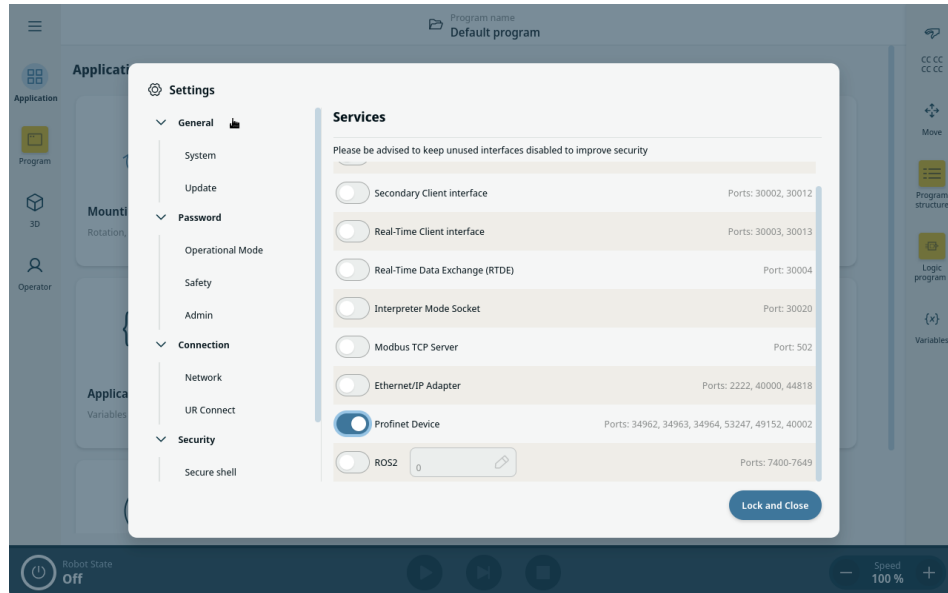 Program name
Default program
Applicati
Application
Program
3D
Operator
Mounti
Rotation,
Applica
Variables
Settings
General
System
Update
Password
Operational Mode
Safety
Admin
Connection
Network
UR Connect
Security
Secure shell
Services
Please be advised to keep unused interfaces disabled to improve security
Secondary Client interface Ports: 30002, 30012
Real-Time Client interface Ports: 30003, 30013
Real-Time Data Exchange (RTDE) Port: 30004
Interpreter Mode Socket Port: 30020
Modbus TCP Server Port: 502
Ethernet/IP Adapter Ports: 2222, 40000, 44818
Profinet Device Ports: 34962, 34963, 34964, 53247, 49152, 40002
ROS2 0 Ports: 7400-7649
Lock and Close
CC CC
CC CC
Move
Program
structure
Logic
program
{x}
Variables
Robot State
Off
Speed
100 %